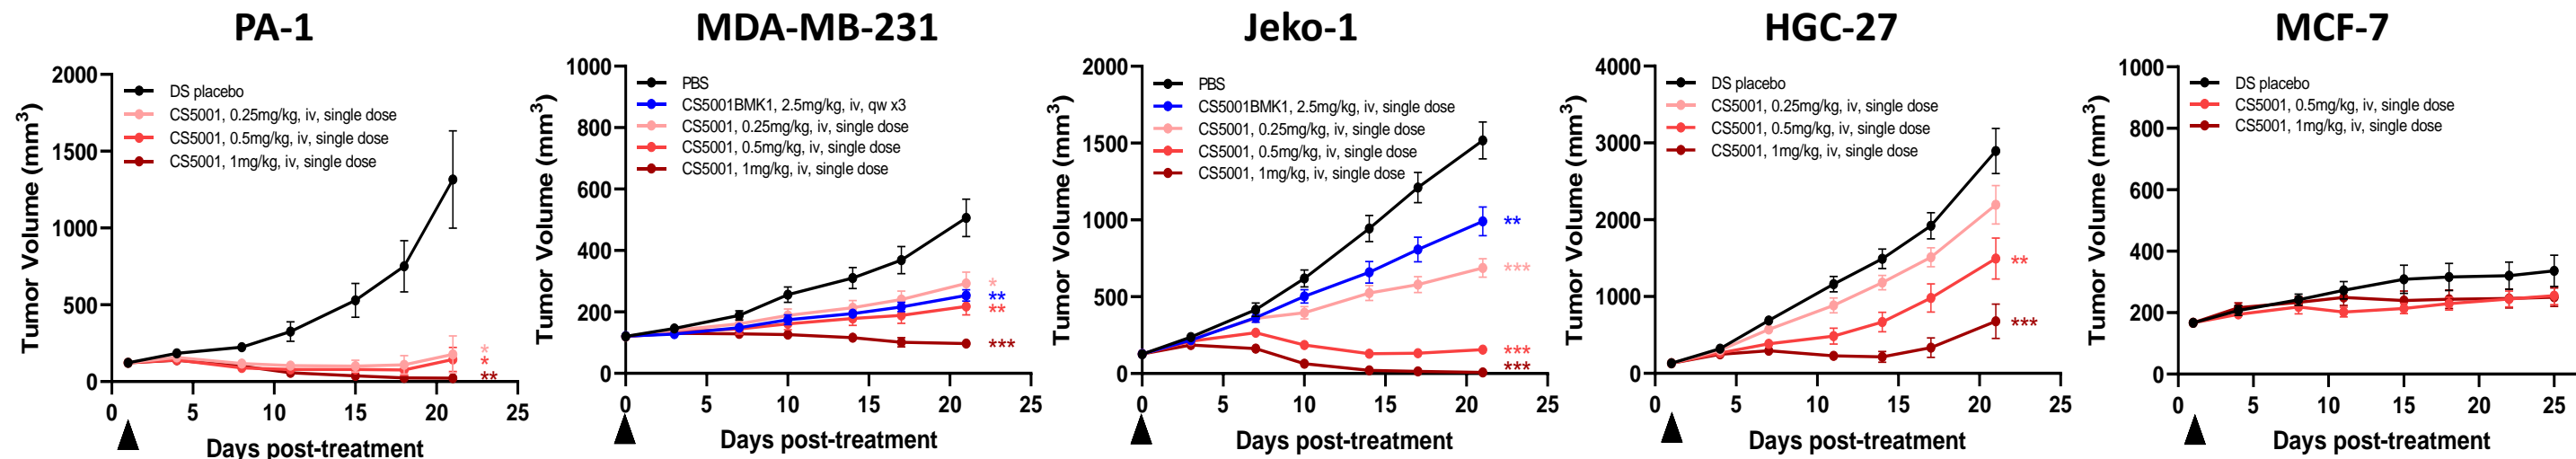 PA-1
Tumor Volume (mm3)
2000
1500
1000
500
0
DS placebo
CS5001, 0.25mg/kg, iv, single dose
CS5001, 0.5mg/kg, iv, single dose
CS5001, 1mg/kg, iv, single dose
*
*
**
0 5 10 15 20 25
Days post-treatment
MDA-MB-231
Tumor Volume (mm3)
1000
800
600
400
200
0
PBS
CS5001BMK1, 2.5mg/kg, iv, qw x3
CS5001, 0.25mg/kg, iv, single dose
CS5001, 0.5mg/kg, iv, single dose
CS5001, 1mg/kg, iv, single dose
*
**
**
***
0 5 10 15 20 25
Days post-treatment
Jeko-1
Tumor Volume (mm3)
2000
1500
1000
500
0
PBS
CS5001BMK1, 2.5mg/kg, iv, single dose
CS5001, 0.25mg/kg, iv, single dose
CS5001, 0.5mg/kg, iv, single dose
CS5001, 1mg/kg, iv, single dose
**
***
***
***
0 5 10 15 20 25
Days post-treatment
HGC-27
Tumor Volume (mm3)
4000
3000
2000
1000
0
DS placebo
CS5001, 0.25mg/kg, iv, single dose
CS5001, 0.5mg/kg, iv, single dose
CS5001, 1mg/kg, iv, single dose
**
***
0 5 10 15 20 25
Days post-treatment
MCF-7
Tumor Volume (mm3)
1000
800
600
400
200
0
DS placebo
CS5001, 0.5mg/kg, iv, single dose
CS5001, 1mg/kg, iv, single dose
0 5 10 15 20 25
Days post-treatment